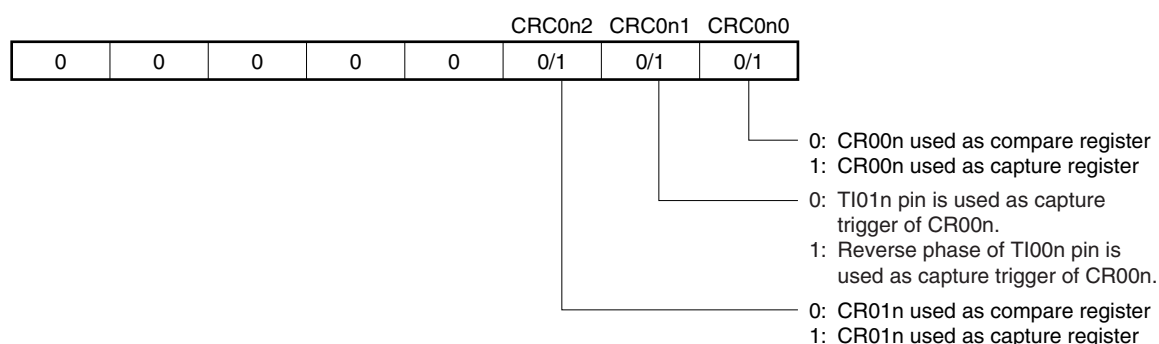 CRC0n2 CRC0n1 CRC0n0
0 0 0 0 0 0/1 0/1 0/1
0: CR00n used as compare register
1: CR00n used as capture register
0: TI01n pin is used as capture
trigger of CR00n.
1: Reverse phase of TI00n pin is
used as capture trigger of CR00n.
0: CR01n used as compare register
1: CR01n used as capture register